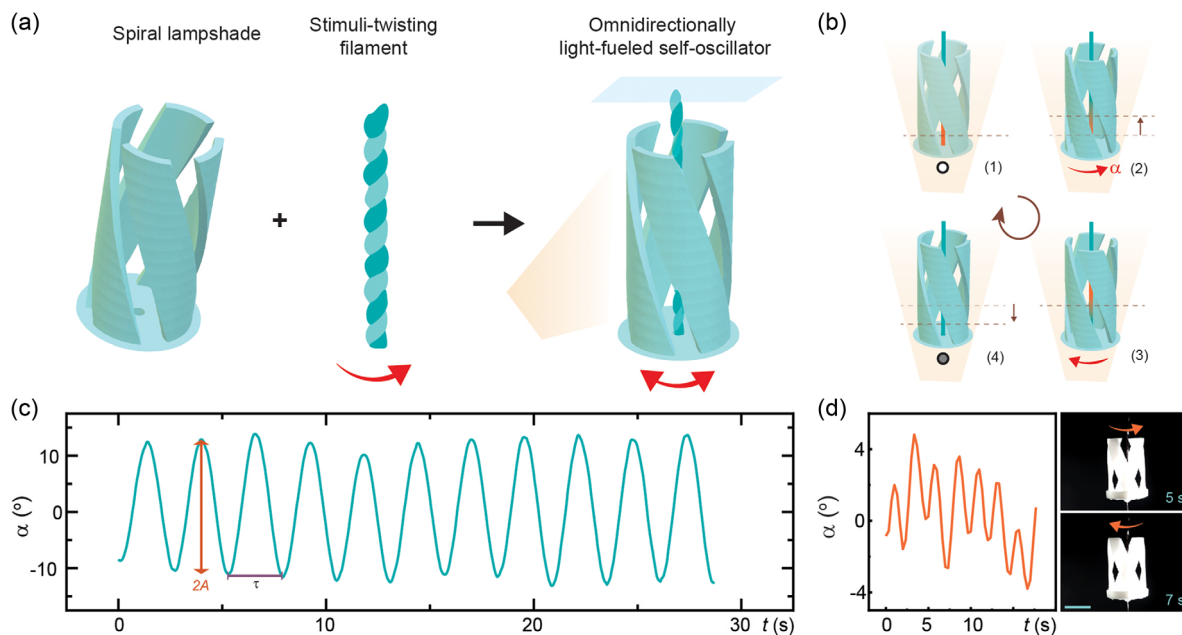 (a)
Spiral lampshade
+
Stimuli-twisting
filament
Omnidirectionally
light-fueled self-oscillator
(b)
(1)
α
(2)
(4)
(3)
(c)
α (º)
10
0
-10
2A
τ
0
10
20
30
t (s)
(d)
α (º)
4
0
-4
0
5
10
15
t (s)
5 s
7 s